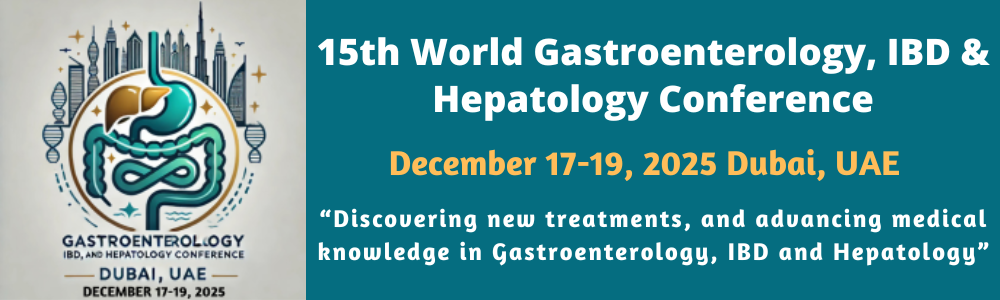 GASTROENTEROLOGY
IBD, AND HEPATOLOGY CONFERENCE
DUBAI, UAE
DECEMBER 17-19, 2025
15th World Gastroenterology, IBD &
Hepatology Conference
December 17-19, 2025 Dubai, UAE
“Discovering new treatments, and advancing medical
knowledge in Gastroenterology, IBD and Hepatology”